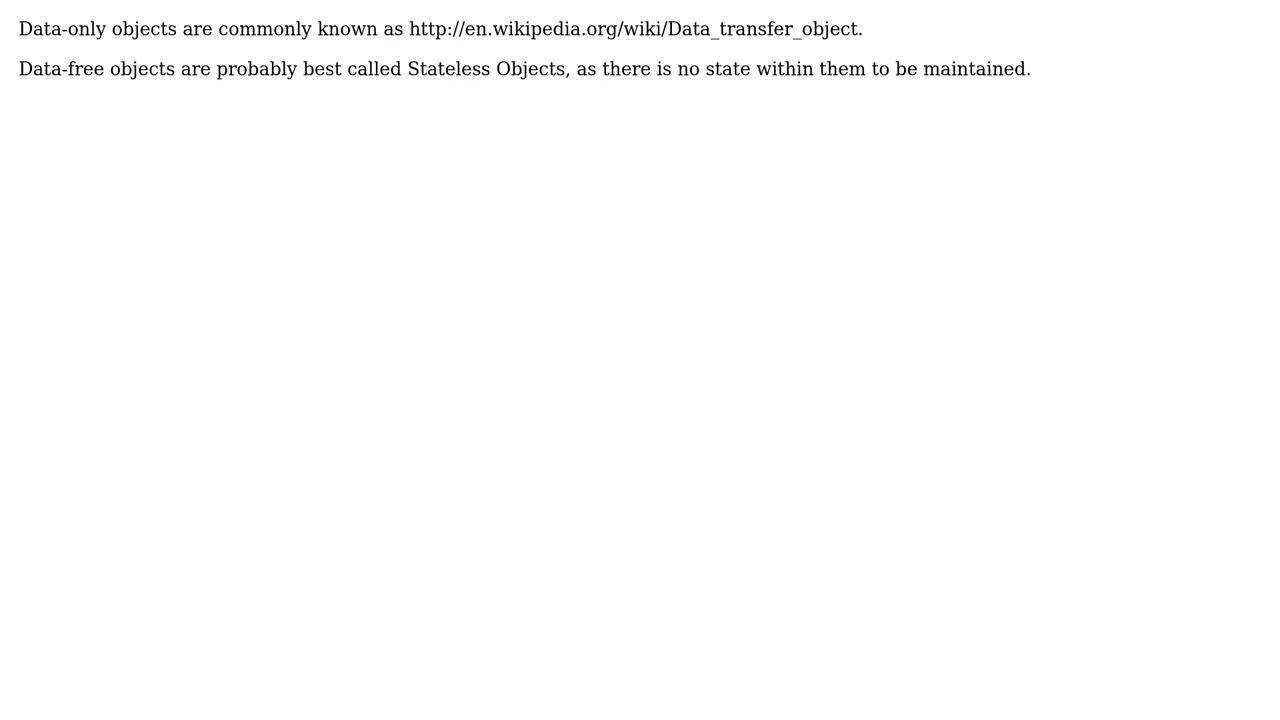 Data-only objects are commonly known as http://en.wikipedia.org/wiki/Data_transfer_object.
Data-free objects are probably best called Stateless Objects, as there is no state within them to be maintained.